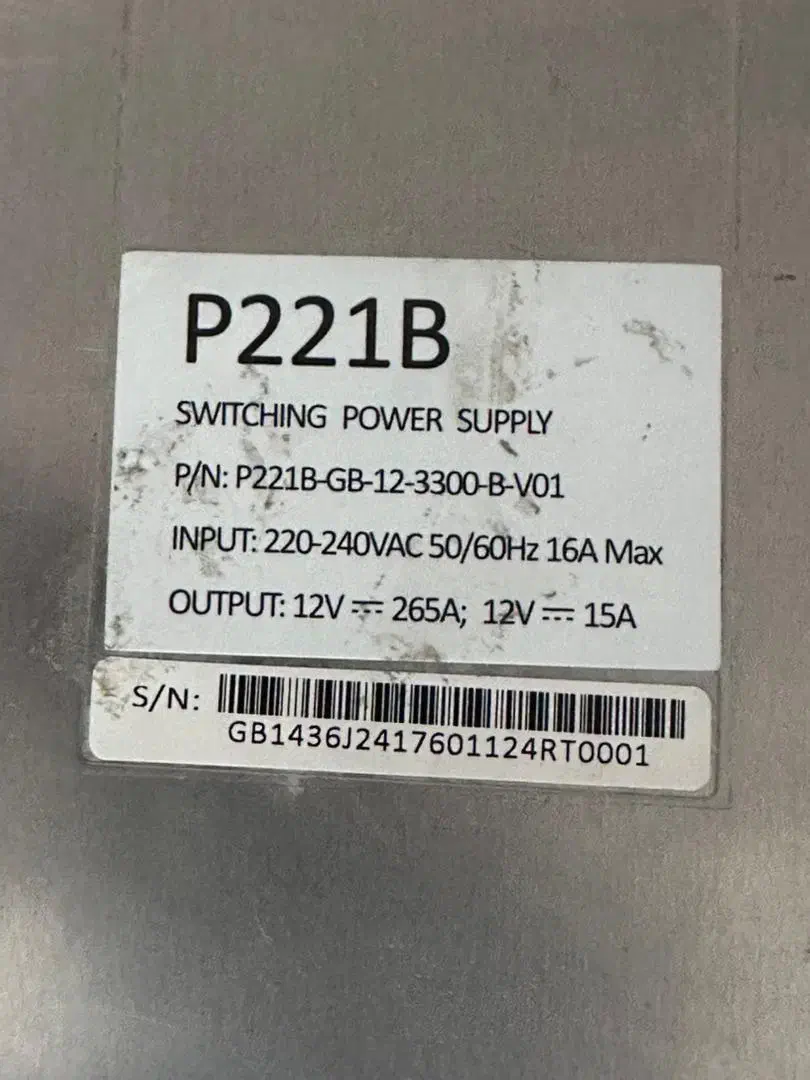 P221B
SWITCHING POWER SUPPLY
P/N: P221B-GB-12-3300-B-V01
INPUT: 220-240VAC 50/60Hz 16A Max
OUTPUT: 12V ⎓ 265A; 12V ⎓ 15A
S/N:
GB1436J2417601124RT0001